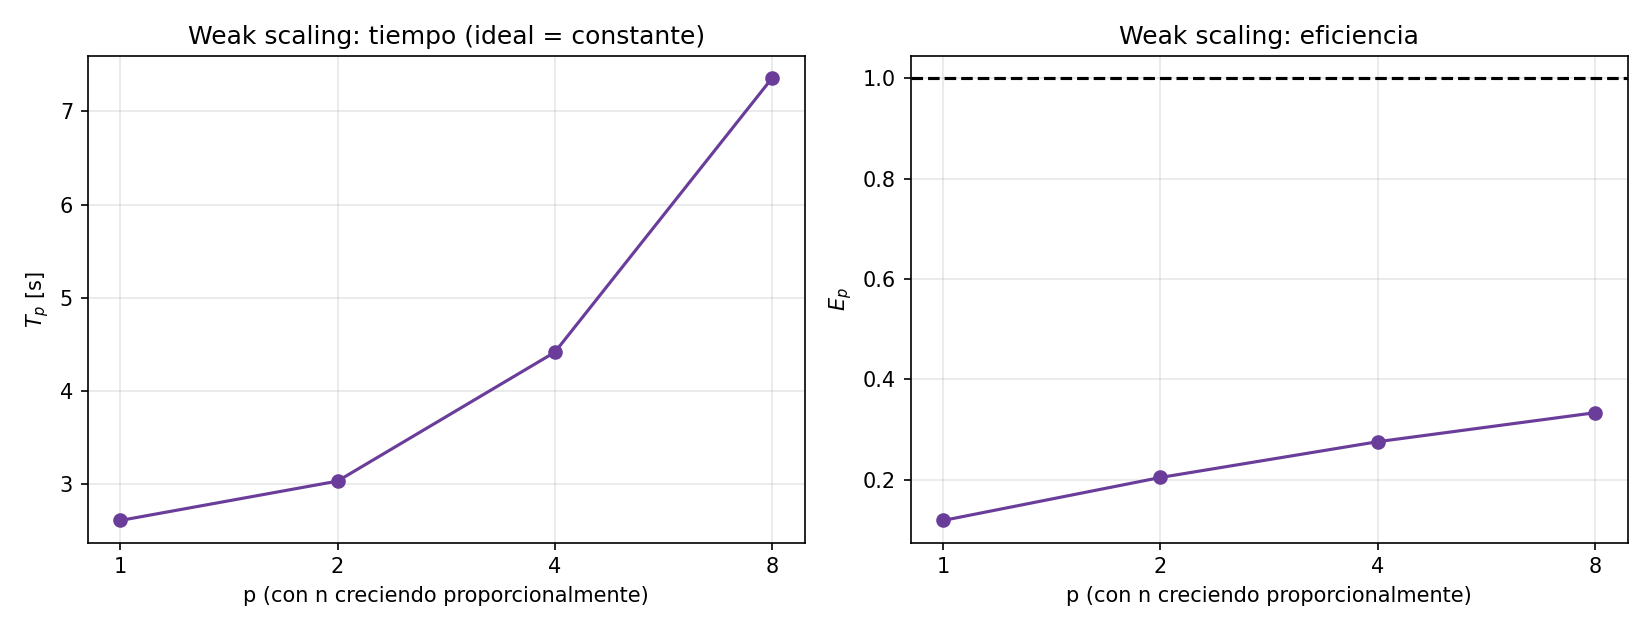 Weak scaling: tiempo (ideal = constante)
7
6
5
4
3
T_p [s]
1 2 4 8
p (con n creciendo proporcionalmente)
Weak scaling: eficiencia
1.0
0.8
0.6
0.4
0.2
E_p
1 2 4 8
p (con n creciendo proporcionalmente)